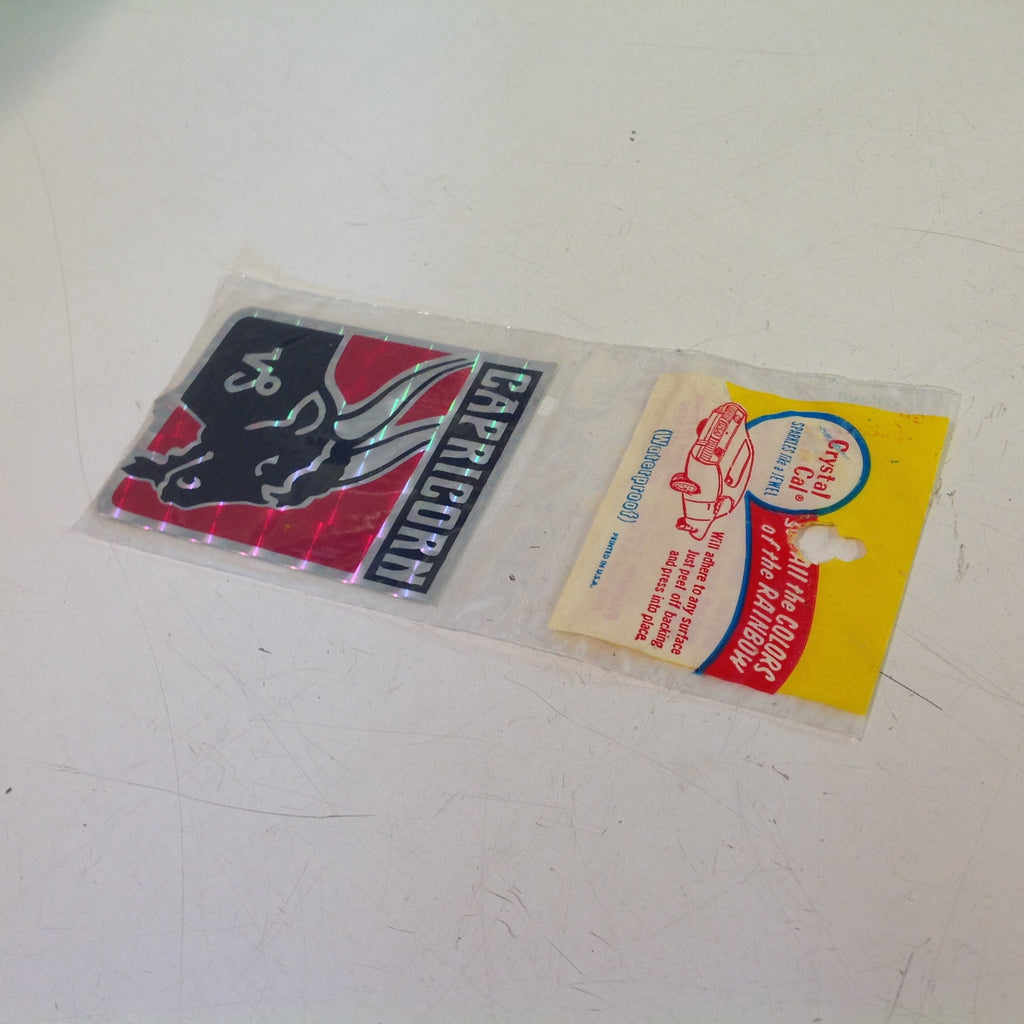 CAPRICORN
Crystal
Cal®
SPARKLES like a JEWEL
All the COLORS
of the RAINBOW
Will adhere to any surface
Just peel off backing
and press into place.
(Waterproof)
PRINTED IN U.S.A.